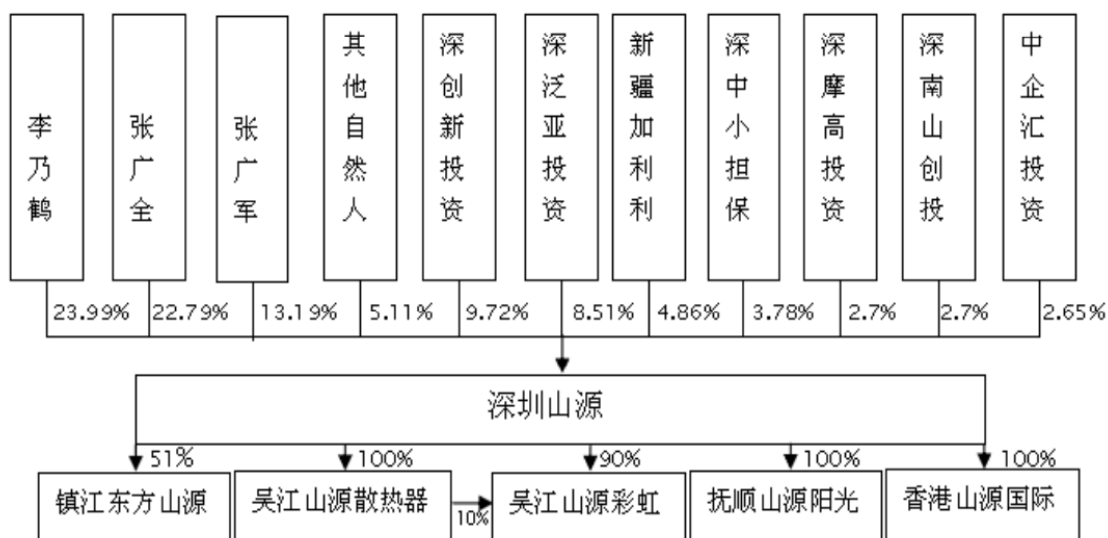 李乃鹤
张广全
张广军
其他自然人
深创新投资
深泛亚投资
新疆加利利
深中小担保
深摩高投资
深南山创投
中企汇投资
23.99%
22.79%
13.19%
5.11%
9.72%
8.51%
4.86%
3.78%
2.7%
2.7%
2.65%
深圳山源
51%
100%
90%
100%
100%
镇江东方山源
吴江山源散热器
10%
吴江山源彩虹
抚顺山源阳光
香港山源国际